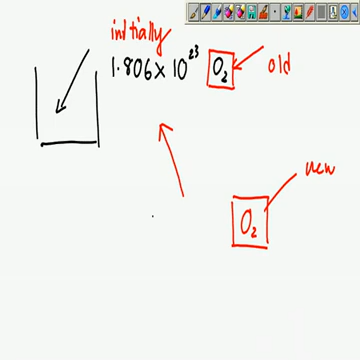 initially
1.806 × 10²³ O₂ old
new
O₂